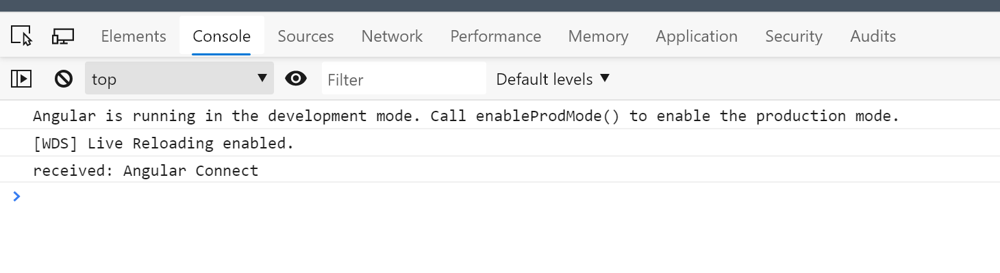 Elements Console Sources Network Performance Memory Application Security Audits
top Filter Default levels
Angular is running in the development mode. Call enableProdMode() to enable the production mode.
[WDS] Live Reloading enabled.
received: Angular Connect